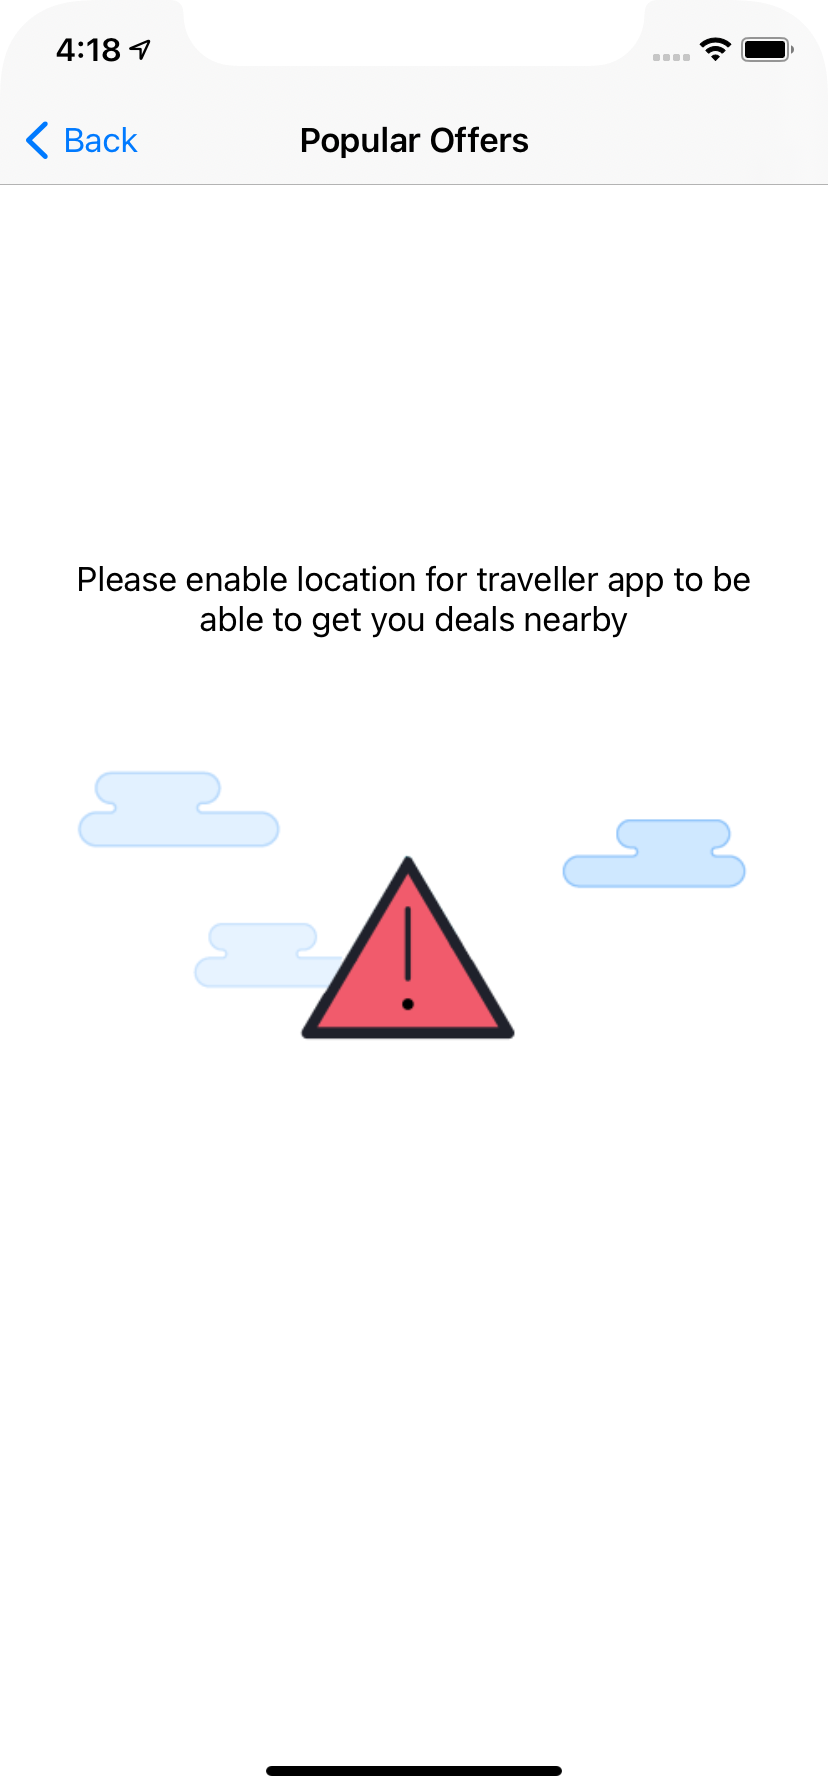 4:18
Back
Popular Offers
Please enable location for traveller app to be
able to get you deals nearby